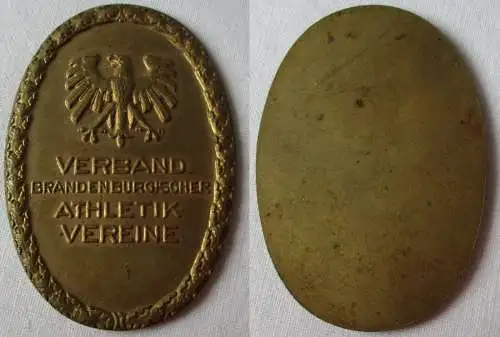 VERBAND
BRANDENBURGISCHER
ATHLETIK
VEREINE